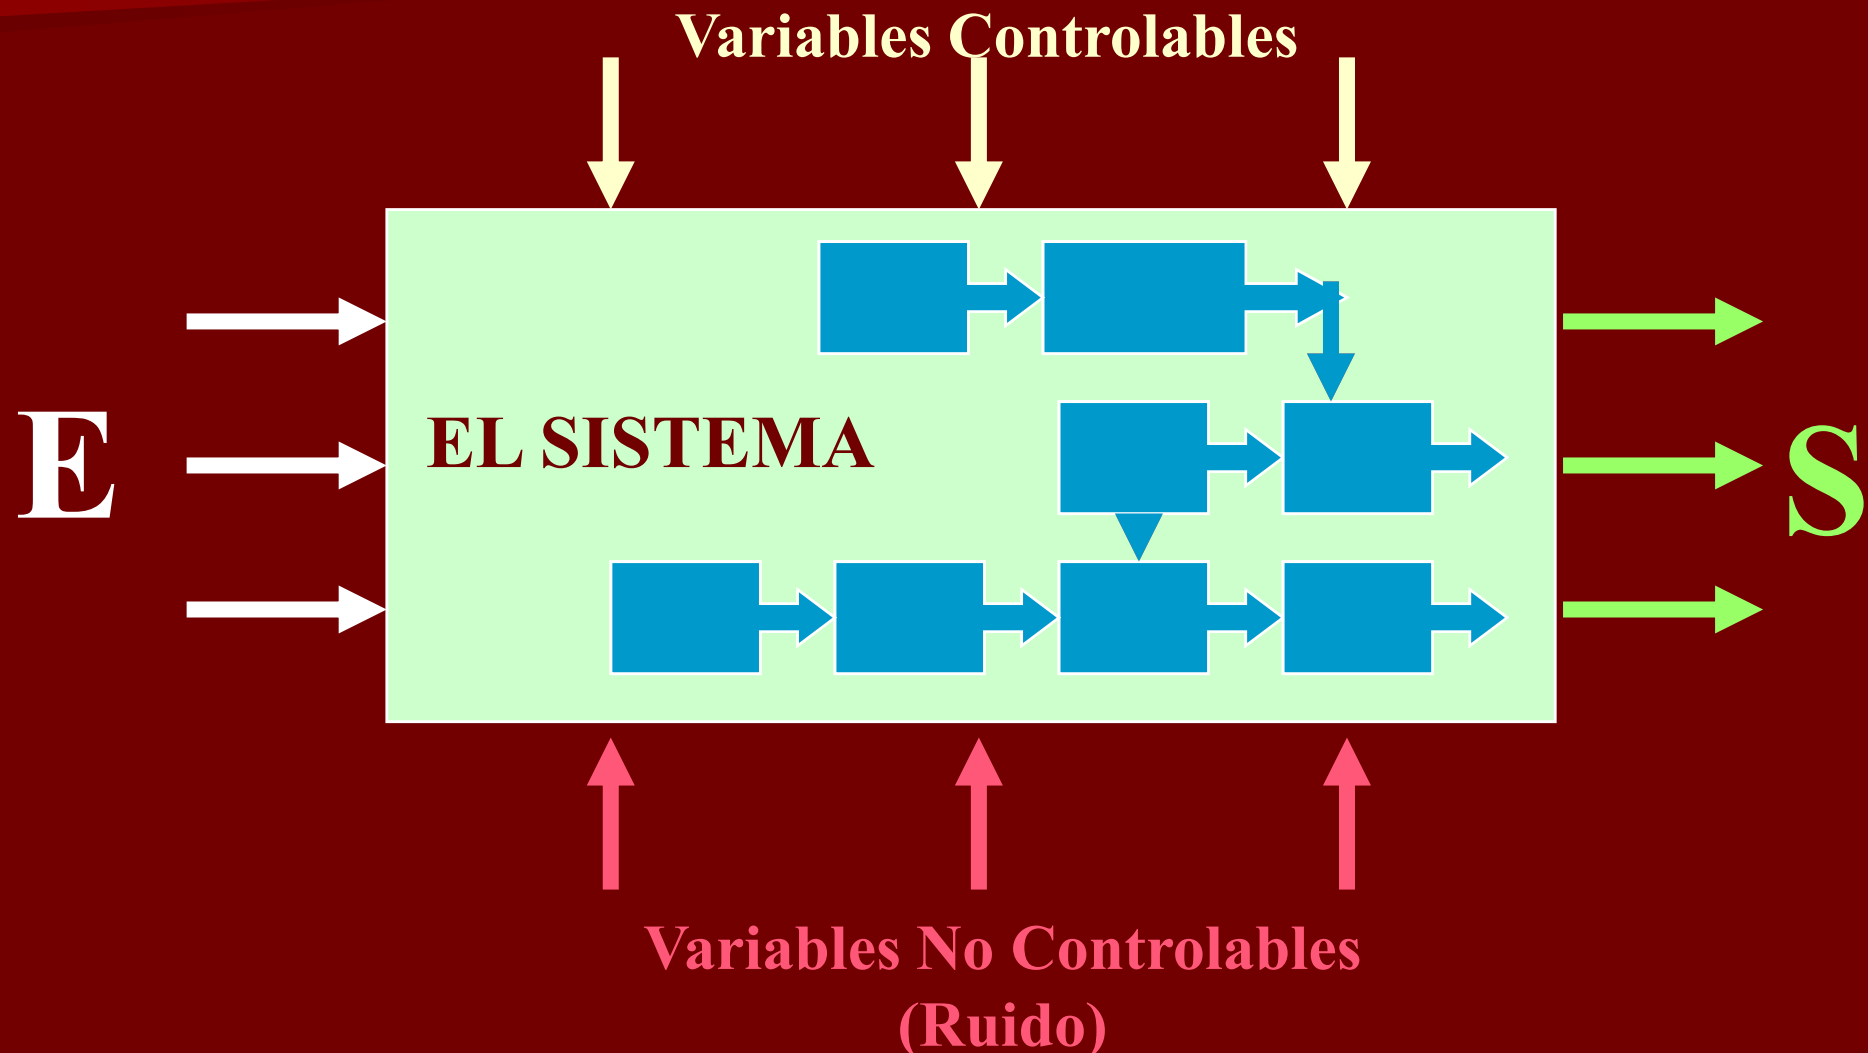 Variables Controlables
E
EL SISTEMA
S
Variables No Controlables
(Ruido)